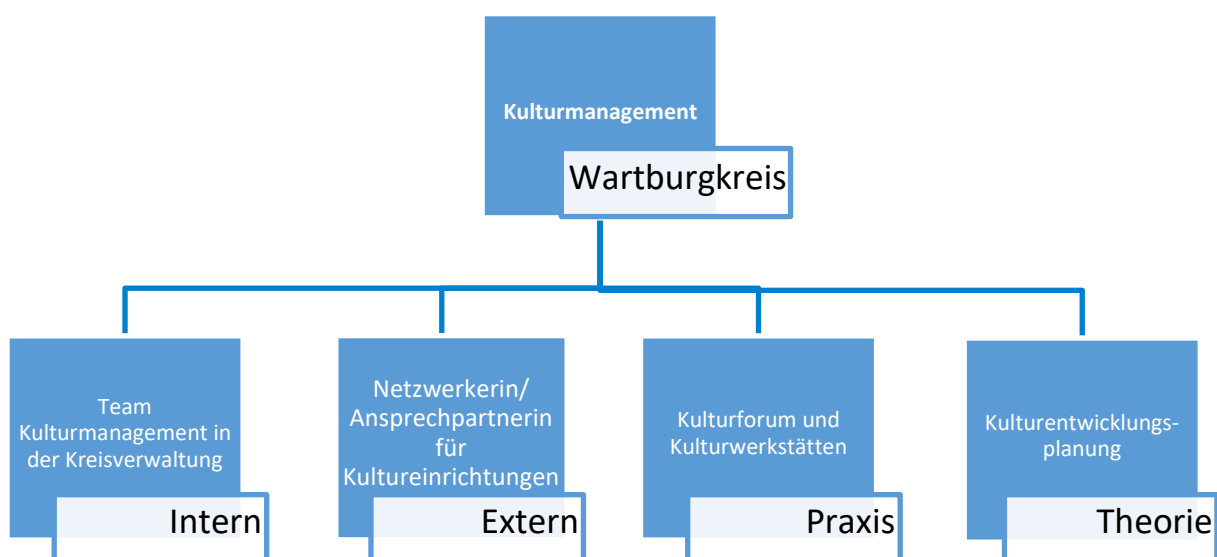 Kulturmanagement
Wartburgkreis
Team
Kulturmanagement in
der Kreisverwaltung
Intern
Netzwerkerin/
Ansprechpartnerin
für
Kultureinrichtungen
Extern
Kulturforum und
Kulturwerkstätten
Praxis
Kulturentwicklungs-
planung
Theorie